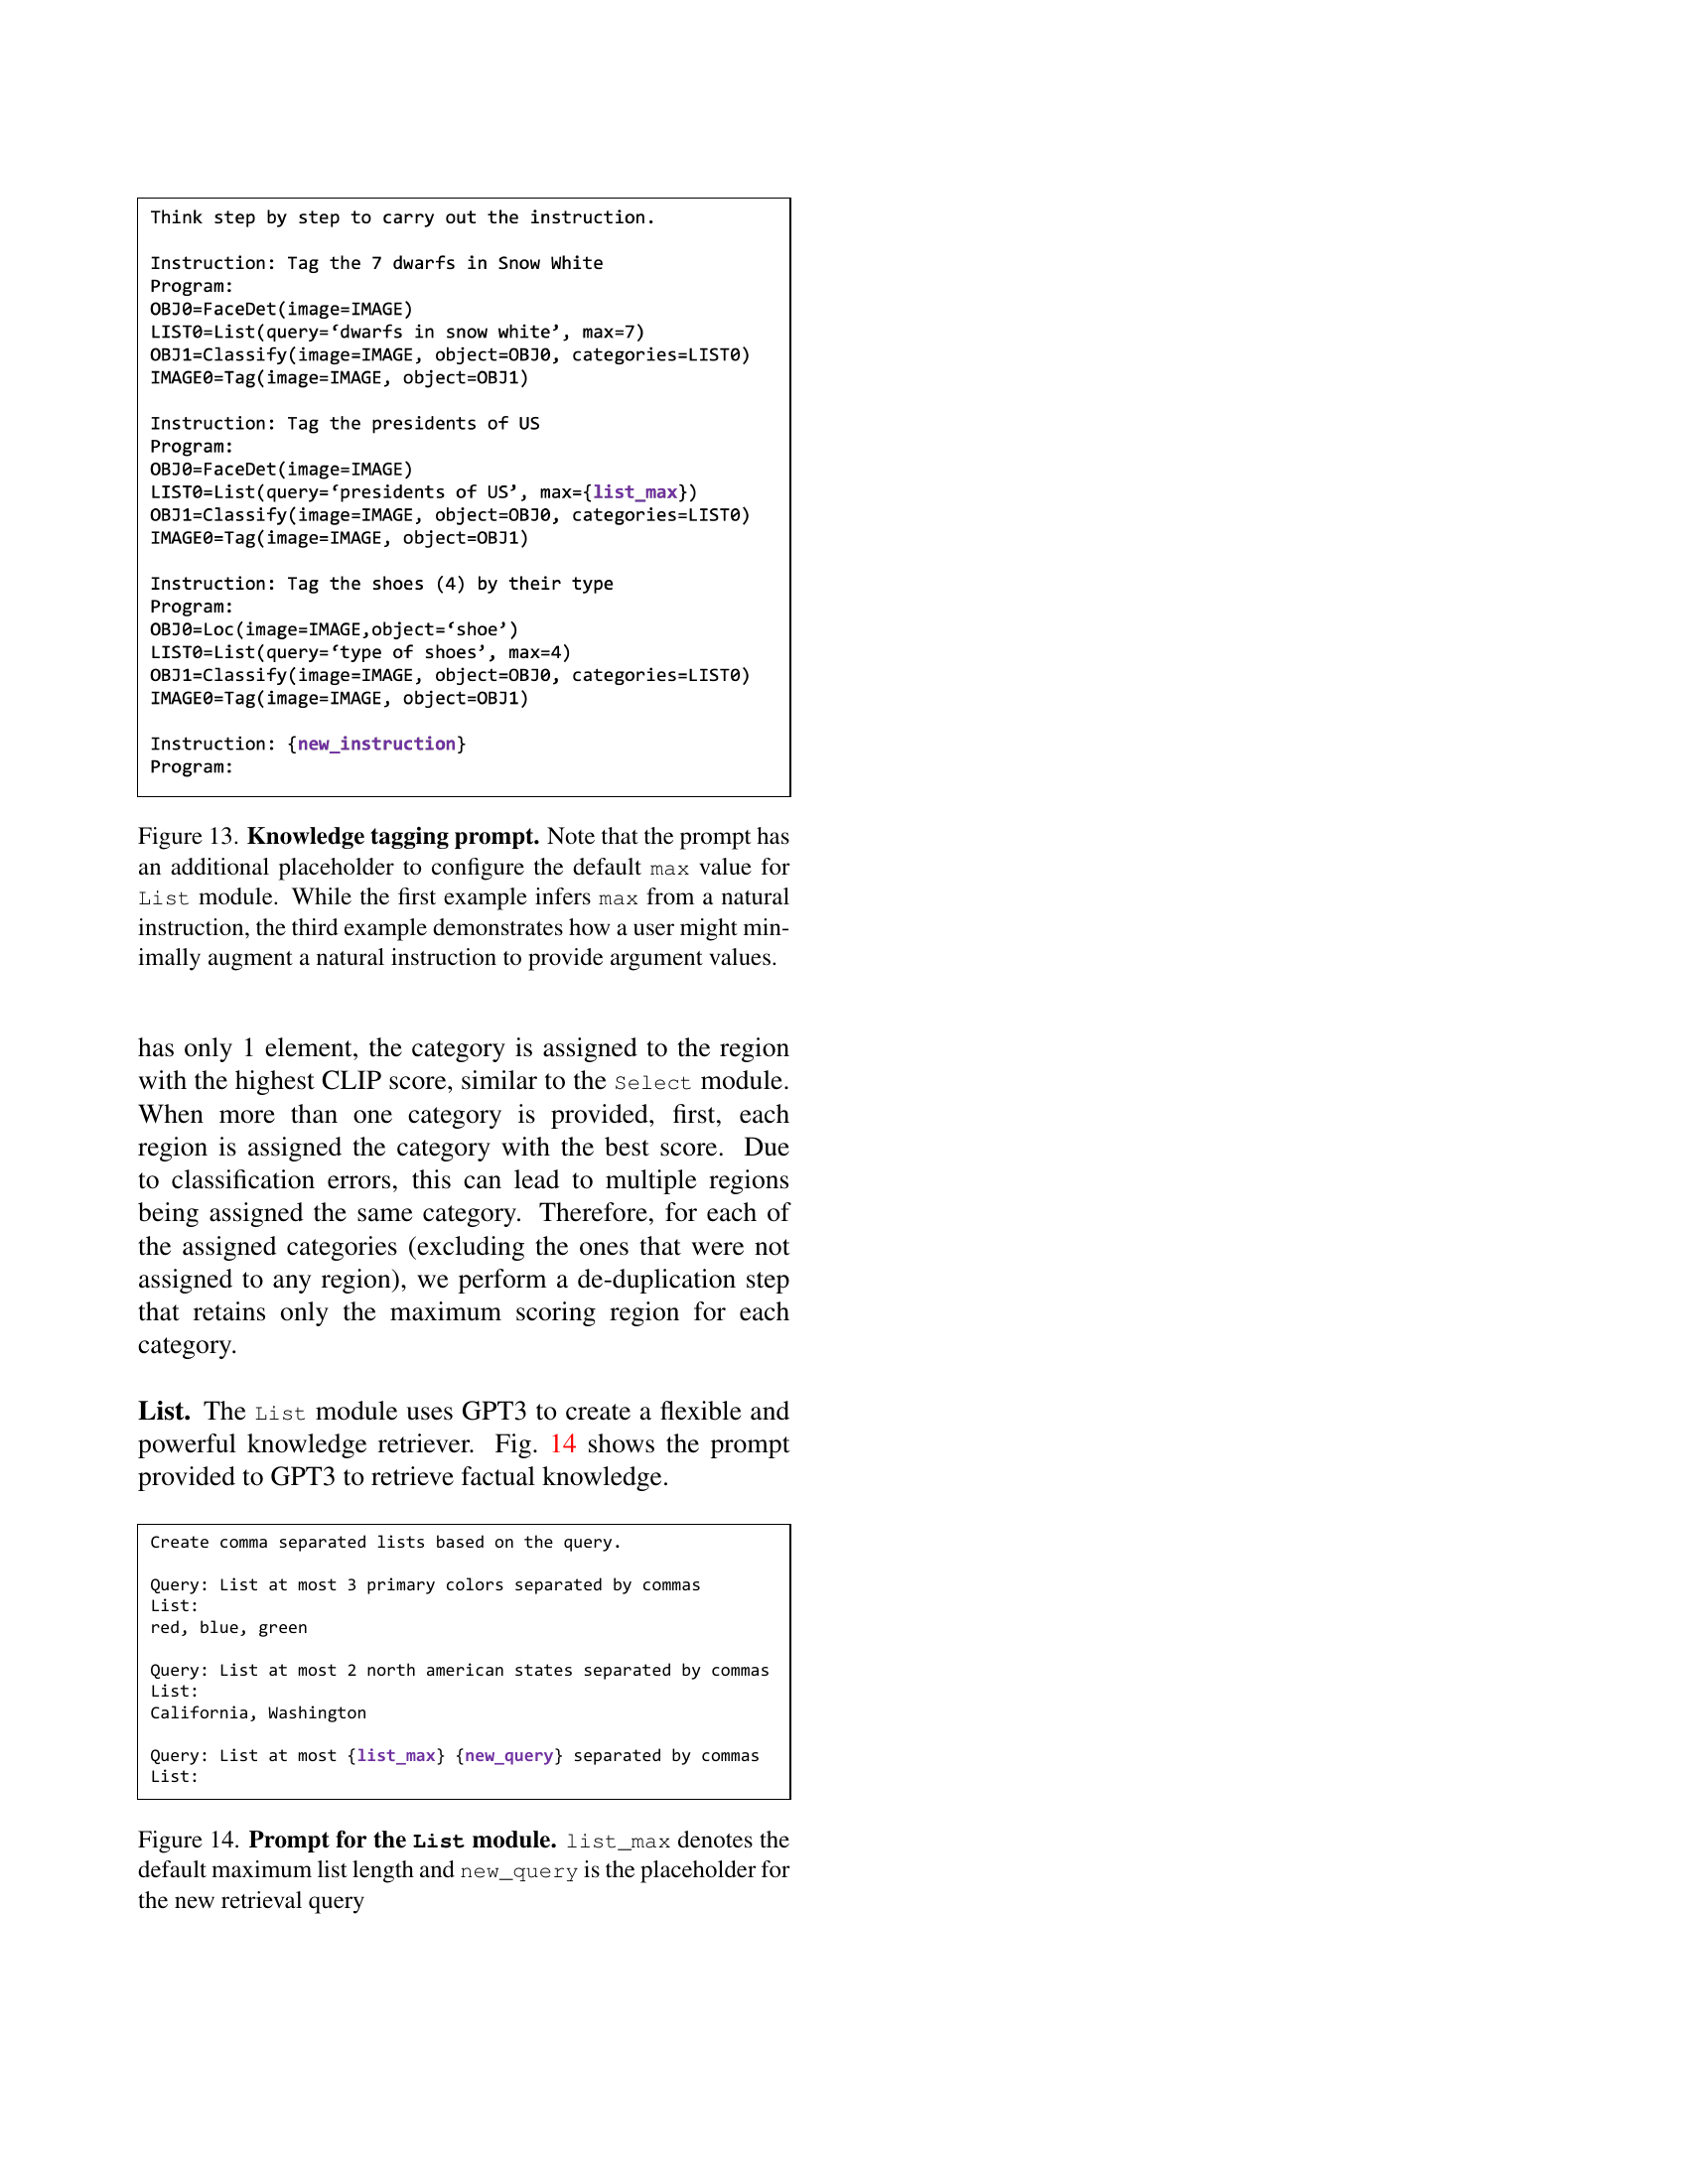 Think step by step to carry out the instruction.
Instruction: Tag the 7 dwarfs in Snow White
Program:
OBJ0=FaceDet(image=IMAGE)
LIST0=List(query=‘dwarfs in snow white’, max=7)
OBJ1=Classify(image=IMAGE, object=OBJ0, categories=LIST0)
IMAGE0=Tag(image=IMAGE, object=OBJ1)
Instruction: Tag the presidents of US
Program:
OBJ0=FaceDet(image=IMAGE)
LIST0=List(query=‘presidents of US’, max={list_max})
OBJ1=Classify(image=IMAGE, object=OBJ0, categories=LIST0)
IMAGE0=Tag(image=IMAGE, object=OBJ1)
Instruction: Tag the shoes (4) by their type
Program:
OBJ0=Loc(image=IMAGE,object=‘shoe’)
LIST0=List(query=‘type of shoes’, max=4)
OBJ1=Classify(image=IMAGE, object=OBJ0, categories=LIST0)
IMAGE0=Tag(image=IMAGE, object=OBJ1)
Instruction: {new_instruction}
Program:
Figure 13. Knowledge tagging prompt. Note that the prompt has
an additional placeholder to configure the default max value for
List module. While the first example infers max from a natural
instruction, the third example demonstrates how a user might min-
imally augment a natural instruction to provide argument values.
has only 1 element, the category is assigned to the region
with the highest CLIP score, similar to the Select module.
When more than one category is provided, first, each
region is assigned the category with the best score. Due
to classification errors, this can lead to multiple regions
being assigned the same category. Therefore, for each of
the assigned categories (excluding the ones that were not
assigned to any region), we perform a de-duplication step
that retains only the maximum scoring region for each
category.
List. The List module uses GPT3 to create a flexible and
powerful knowledge retriever. Fig. 14 shows the prompt
provided to GPT3 to retrieve factual knowledge.
Create comma separated lists based on the query.
Query: List at most 3 primary colors separated by commas
List:
red, blue, green
Query: List at most 2 north american states separated by commas
List:
California, Washington
Query: List at most {list_max} {new_query} separated by commas
List:
Figure 14. Prompt for the List module. list_max denotes the
default maximum list length and new_query is the placeholder for
the new retrieval query